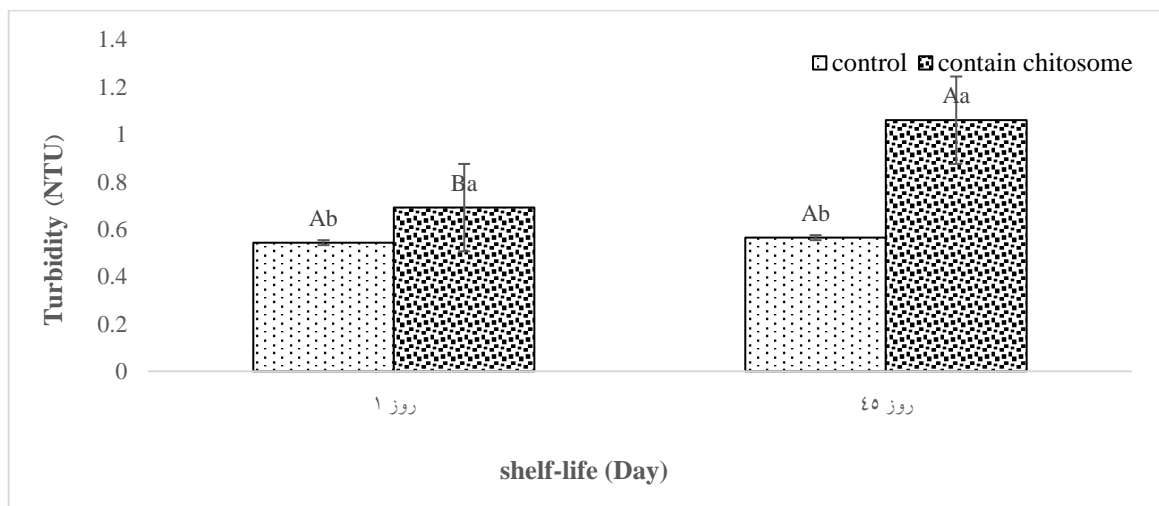 1.4
1.2
1
0.8
0.6
0.4
0.2
0
Turbidity (NTU)
control contain chitosome
Ab
Ba
Ab
Aa
روز ۱
روز ٤٥
shelf-life (Day)